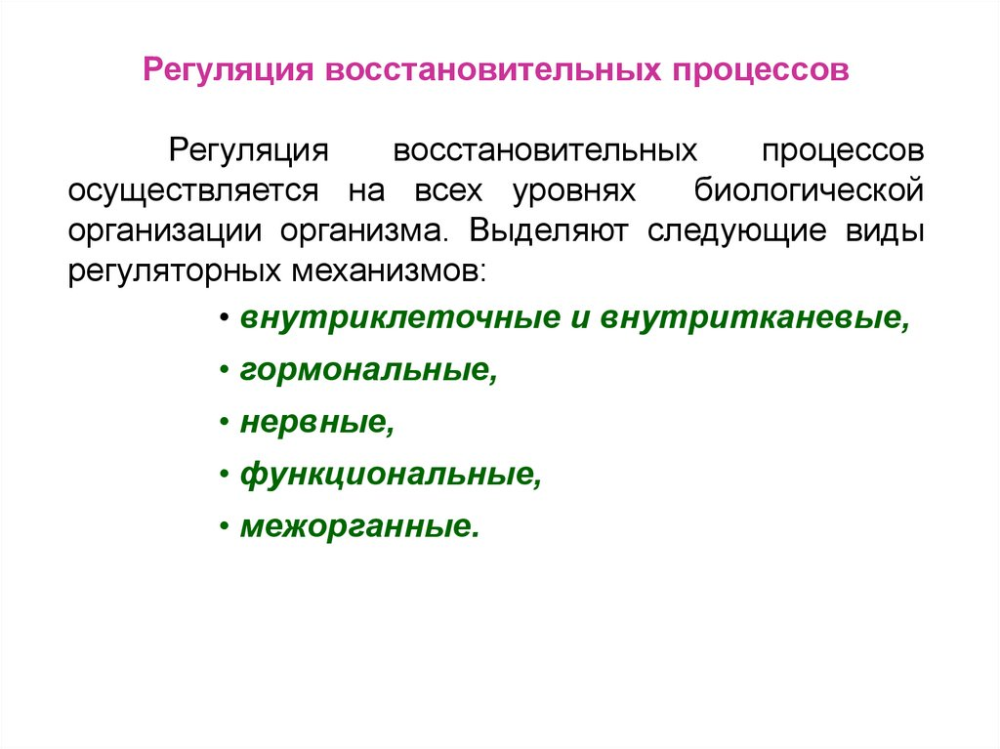 Регуляция восстановительных процессов
Регуляция восстановительных процессов
осуществляется на всех уровнях биологической
организации организма. Выделяют следующие виды
регуляторных механизмов:
• внутриклеточные и внутритканевые,
• гормональные,
• нервные,
• функциональные,
• межорганные.